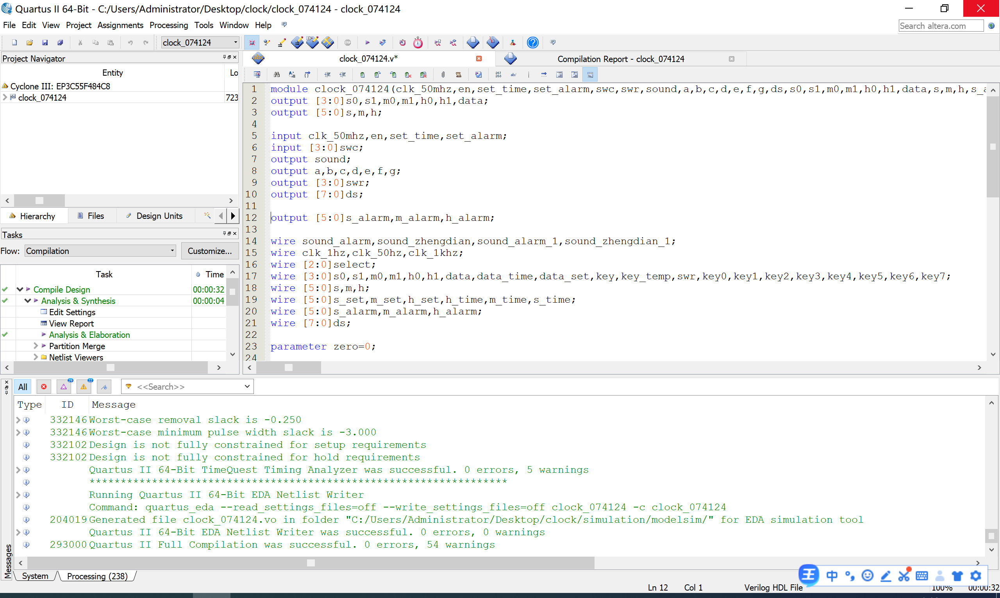 Quartus II 64-Bit - C:/Users/Administrator/Desktop/clock/clock_074124 - clock_074124
File Edit View Project Assignments Processing Tools Window Help
Search altera.com
clock_074124
Project Navigator
Entity Lo
Cyclone III: EP3C55F484C8
clock_074124 723
Hierarchy Files Design Units
Tasks
Flow: Compilation Customize...
Task Time
Compile Design 00:00:32
Analysis & Synthesis 00:00:04
Edit Settings
View Report
Analysis & Elaboration
Partition Merge
Netlist Viewers
clock_074124.v*
Compilation Report - clock_074124
267
268
ab/
1 module clock_074124(clk_50mhz,en,set_time,set_alarm,swc,swr,sound,a,b,c,d,e,f,g,ds,s0,s1,m0,m1,h0,h1,data,s,m,h,s_a
2 output [3:0]s0,s1,m0,m1,h0,h1,data;
3 output [5:0]s,m,h;
4
5 input clk_50mhz,en,set_time,set_alarm;
6 input [3:0]swc;
7 output sound;
8 output a,b,c,d,e,f,g;
9 output [3:0]swr;
10 output [7:0]ds;
11
12 output [5:0]s_alarm,m_alarm,h_alarm;
13
14 wire sound_alarm,sound_zhengdian,sound_alarm_1,sound_zhengdian_1;
15 wire clk_1hz,clk_50hz,clk_1khz;
16 wire [2:0]select;
17 wire [3:0]s0,s1,m0,m1,h0,h1,data,data_time,data_set,key,key_temp,swr,key0,key1,key2,key3,key4,key5,key6,key7;
18 wire [5:0]s,m,h;
19 wire [5:0]s_set,m_set,h_set,h_time,m_time,s_time;
20 wire [5:0]s_alarm,m_alarm,h_alarm;
21 wire [7:0]ds;
22
23 parameter zero=0;
24
All 29 22 <<Search>>
Type ID Message
332146 Worst-case removal slack is -0.250
332146 Worst-case minimum pulse width slack is -3.000
332102 Design is not fully constrained for setup requirements
332102 Design is not fully constrained for hold requirements
Quartus II 64-Bit TimeQuest Timing Analyzer was successful. 0 errors, 5 warnings
*******************************************************************
Running Quartus II 64-Bit EDA Netlist Writer
Command: quartus_eda --read_settings_files=off --write_settings_files=off clock_074124 -c clock_074124
204019 Generated file clock_074124.vo in folder "C:/Users/Administrator/Desktop/clock/simulation/modelsim/" for EDA simulation tool
Quartus II 64-Bit EDA Netlist Writer was successful. 0 errors, 0 warnings
293000 Quartus II Full Compilation was successful. 0 errors, 54 warnings
Messages
System Processing (238)
王 中
Ln 12 Col 1 Verilog HDL File 100% 00:00:32